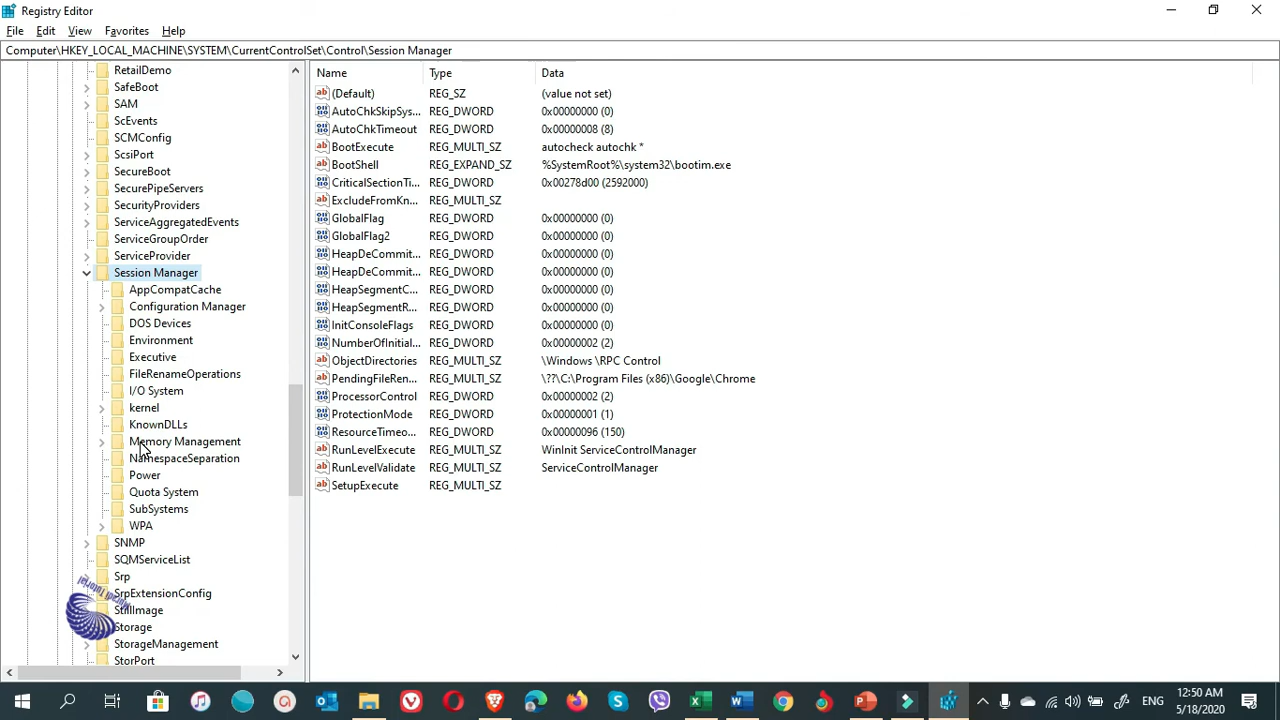 Registry Editor
File Edit View Favorites Help
Computer\HKEY_LOCAL_MACHINE\SYSTEM\CurrentControlSet\Control\Session Manager
RetailDemo
SafeBoot
SAM
ScEvents
SCMConfig
ScsiPort
SecureBoot
SecurePipeServers
SecurityProviders
ServiceAggregatedEvents
ServiceGroupOrder
ServiceProvider
Session Manager
AppCompatCache
Configuration Manager
DOS Devices
Environment
Executive
FileRenameOperations
I/O System
kernel
KnownDLLs
Memory Management
NamespaceSeparation
Power
Quota System
SubSystems
WPA
SNMP
SQMServiceList
Srp
SrpExtensionConfig
StillImage
Storage
StorageManagement
StorPort
Name Type Data
(Default) REG_SZ (value not set)
AutoChkSkipSys... REG_DWORD 0x00000000 (0)
AutoChkTimeout REG_DWORD 0x00000008 (8)
BootExecute REG_MULTI_SZ autocheck autochk *
BootShell REG_EXPAND_SZ %SystemRoot%\system32\bootim.exe
CriticalSectionTi... REG_DWORD 0x00278d00 (2592000)
ExcludeFromKn... REG_MULTI_SZ
GlobalFlag REG_DWORD 0x00000000 (0)
GlobalFlag2 REG_DWORD 0x00000000 (0)
HeapDeCommit... REG_DWORD 0x00000000 (0)
HeapDeCommit... REG_DWORD 0x00000000 (0)
HeapSegmentC... REG_DWORD 0x00000000 (0)
HeapSegmentR... REG_DWORD 0x00000000 (0)
InitConsoleFlags REG_DWORD 0x00000000 (0)
NumberOfInitial... REG_DWORD 0x00000002 (2)
ObjectDirectories REG_MULTI_SZ \Windows \RPC Control
PendingFileRen... REG_MULTI_SZ \??\C:\Program Files (x86)\Google\Chrome
ProcessorControl REG_DWORD 0x00000002 (2)
ProtectionMode REG_DWORD 0x00000001 (1)
ResourceTimeo... REG_DWORD 0x00000096 (150)
RunLevelExecute REG_MULTI_SZ WinInit ServiceControlManager
RunLevelValidate REG_MULTI_SZ ServiceControlManager
SetupExecute REG_MULTI_SZ
ENG
12:50 AM
5/18/2020